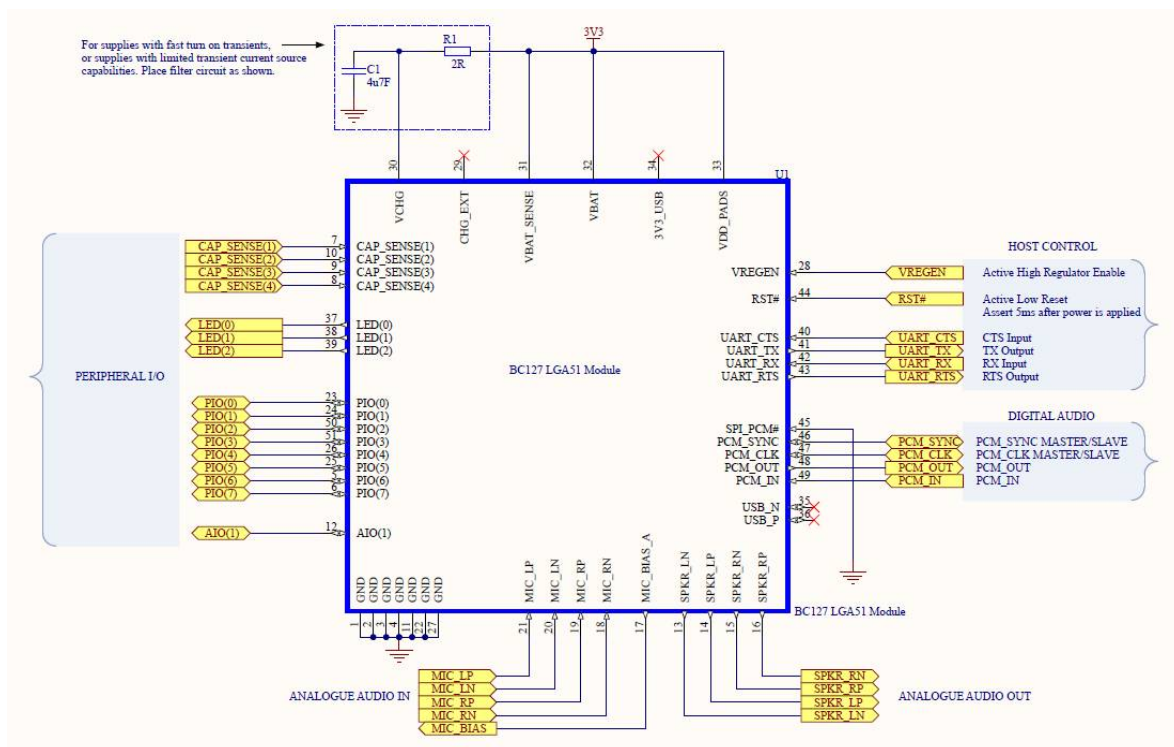 For supplies with fast turn on transients,
or supplies with limited transient current source
capabilities. Place filter circuit as shown.
R1
2R
C1
4u7F
3V3
30
29
31
32
34
33
U1
VCHG
CHG_EXT
VBAT_SENSE
VBAT
3V3_USB
VDD_PADS
PERIPHERAL I/O
CAP_SENSE(1) 7 CAP_SENSE(1)
CAP_SENSE(2) 10 CAP_SENSE(2)
CAP_SENSE(3) 9 CAP_SENSE(3)
CAP_SENSE(4) 8 CAP_SENSE(4)
LED(0) 37 LED(0)
LED(1) 38 LED(1)
LED(2) 39 LED(2)
PIO(0) 23 PIO(0)
PIO(1) 24 PIO(1)
PIO(2) 50 PIO(2)
PIO(3) 51 PIO(3)
PIO(4) 26 PIO(4)
PIO(5) 25 PIO(5)
PIO(6) 5 PIO(6)
PIO(7) 6 PIO(7)
AIO(1) 12 AIO(1)
BC127 LGA51 Module
HOST CONTROL
VREGEN 28 VREGEN Active High Regulator Enable
RST# 44 RST# Active Low Reset
Assert 5ms after power is applied
UART_CTS 40 UART_CTS CTS Input
UART_TX 41 UART_TX TX Output
UART_RX 42 UART_RX RX Input
UART_RTS 43 UART_RTS RTS Output
DIGITAL AUDIO
SPI_PCM# 45
PCM_SYNC 46 PCM_SYNC PCM_SYNC MASTER/SLAVE
PCM_CLK 47 PCM_CLK PCM_CLK MASTER/SLAVE
PCM_OUT 48 PCM_OUT PCM_OUT
PCM_IN 49 PCM_IN PCM_IN
USB_N 35
USB_P 36
GND
GND
GND
GND
GND
GND
GND
MIC_LP
MIC_LN
MIC_RP
MIC_RN
MIC_BIAS_A
SPKR_LN
SPKR_LP
SPKR_RN
SPKR_RP
BC127 LGA51 Module
1
2
3
4
11
22
27
21
20
19
18
17
13
14
15
16
ANALOGUE AUDIO IN
MIC_LP
MIC_LN
MIC_RP
MIC_RN
MIC_BIAS
SPKR_RN
SPKR_RP
SPKR_LP
SPKR_LN
ANALOGUE AUDIO OUT